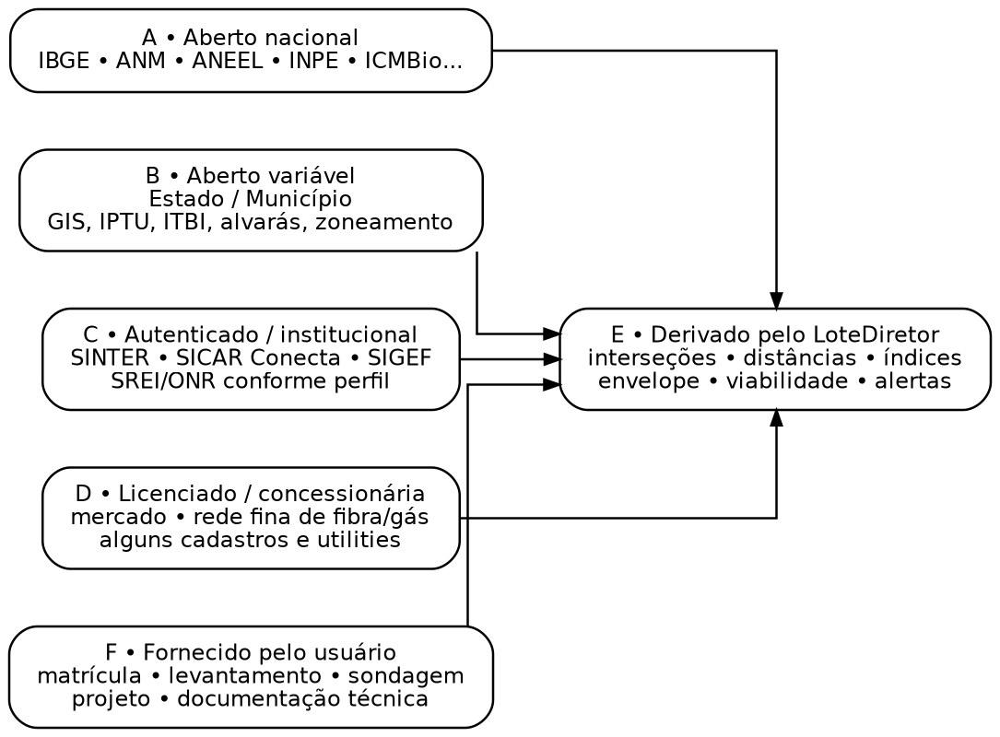 A • Aberto nacional
IBGE • ANM • ANEEL • INPE • ICMBio...
B • Aberto variável
Estado / Município
GIS, IPTU, ITBI, alvarás, zoneamento
C • Autenticado / institucional
SINTER • SICAR Conecta • SIGEF
SREI/ONR conforme perfil
E • Derivado pelo LoteDiretor
interseções • distâncias • índices
envelope • viabilidade • alertas
D • Licenciado / concessionária
mercado • rede fina de fibra/gás
alguns cadastros e utilities
F • Fornecido pelo usuário
matrícula • levantamento • sondagem
projeto • documentação técnica